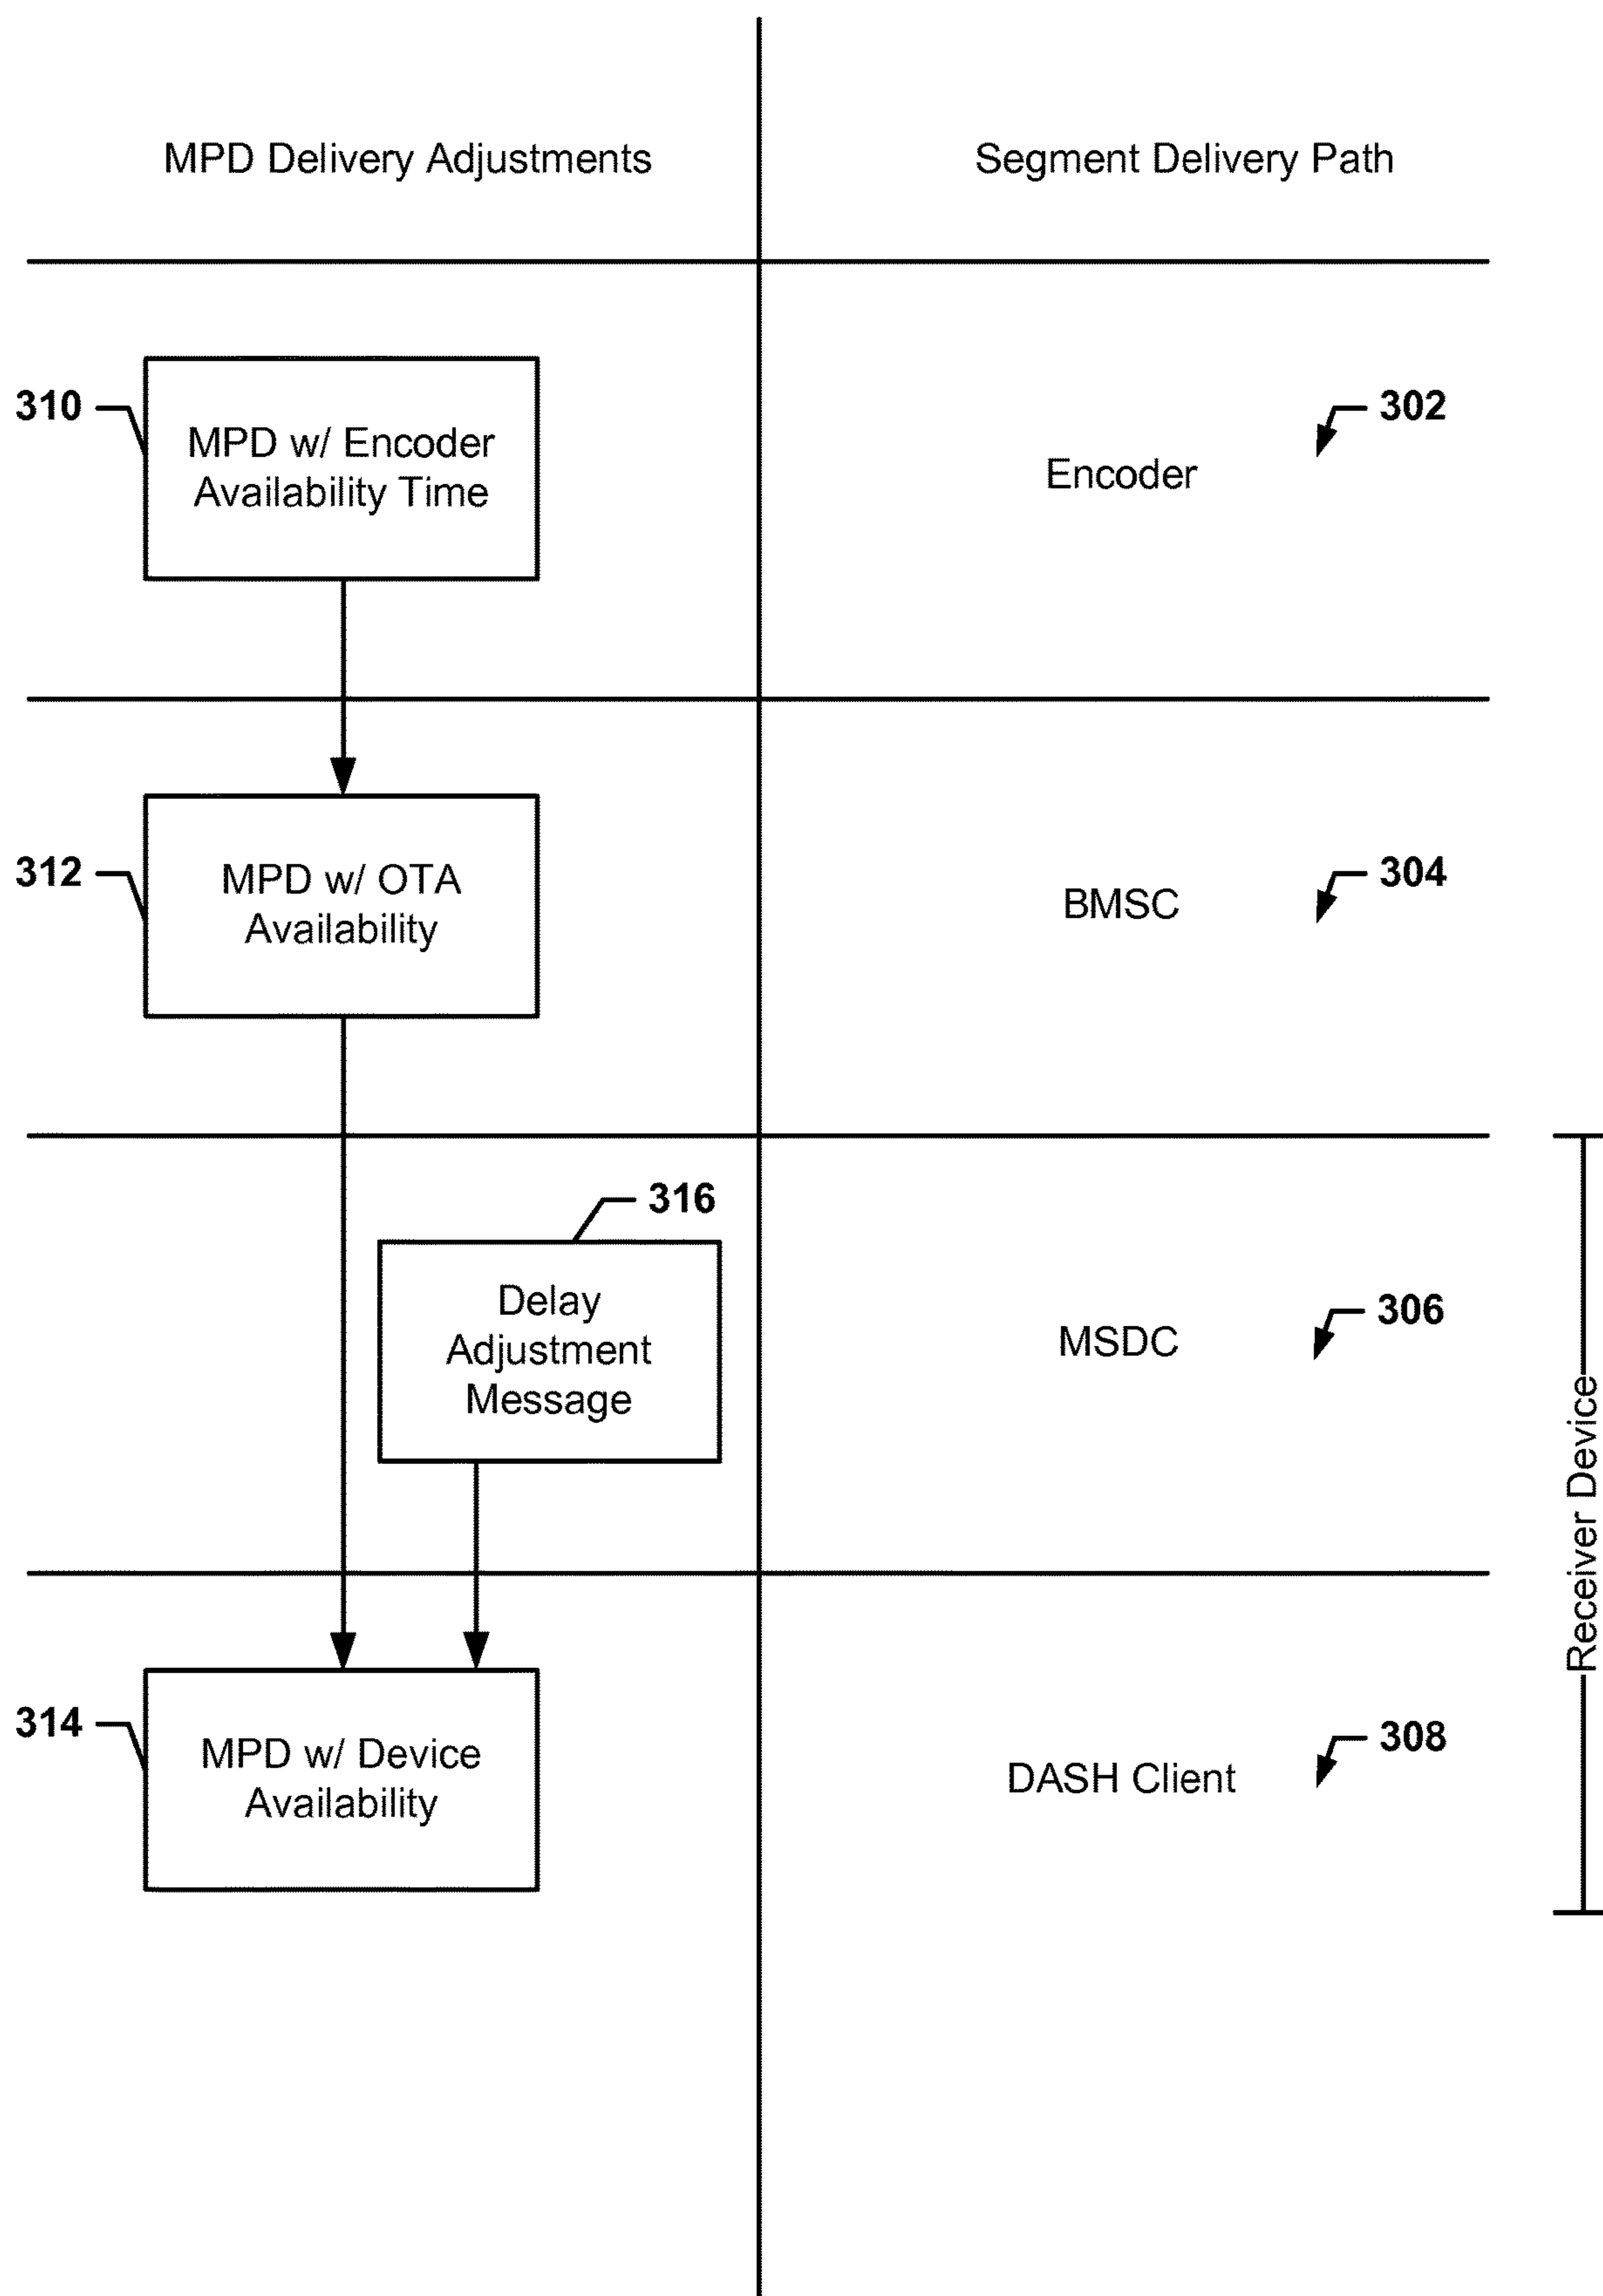 MPD Delivery Adjustments
Segment Delivery Path
310
MPD w/ Encoder
Availability Time
Encoder
302
312
MPD w/ OTA
Availability
BMSC
304
316
Delay
Adjustment
Message
MSDC
306
Receiver Device
314
MPD w/ Device
Availability
DASH Client
308